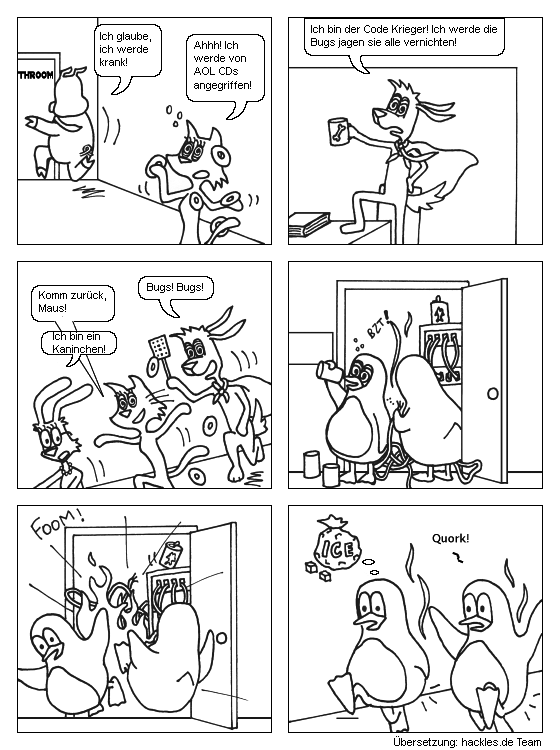 Ich glaube,
ich werde
krank!
Ahhh! Ich
werde von
AOL CDs
angegriffen!
THROOM
Ich bin der Code Krieger! Ich werde die
Bugs jagen sie alle vernichten!
Komm zurück,
Maus!
Ich bin ein
Kaninchen!
Bugs! Bugs!
BZT!
FOOM!
ICE
Quork!
Übersetzung: hackles.de Team